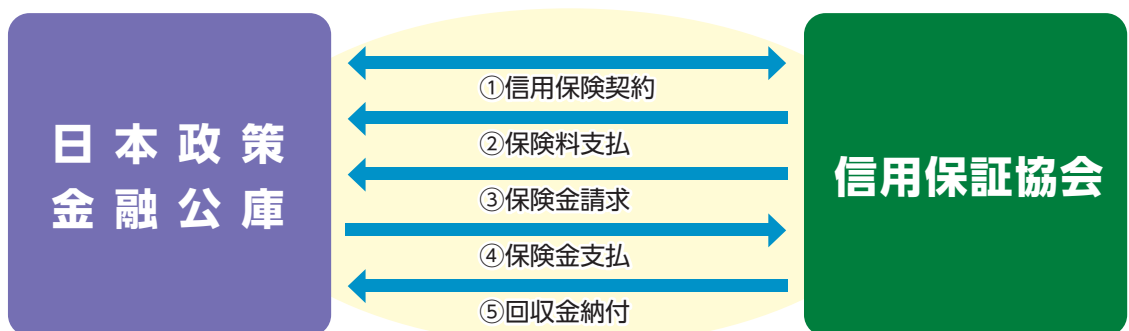 日本政策
金融公庫
①信用保険契約
②保険料支払
③保険金請求
④保険金支払
⑤回収金納付
信用保証協会